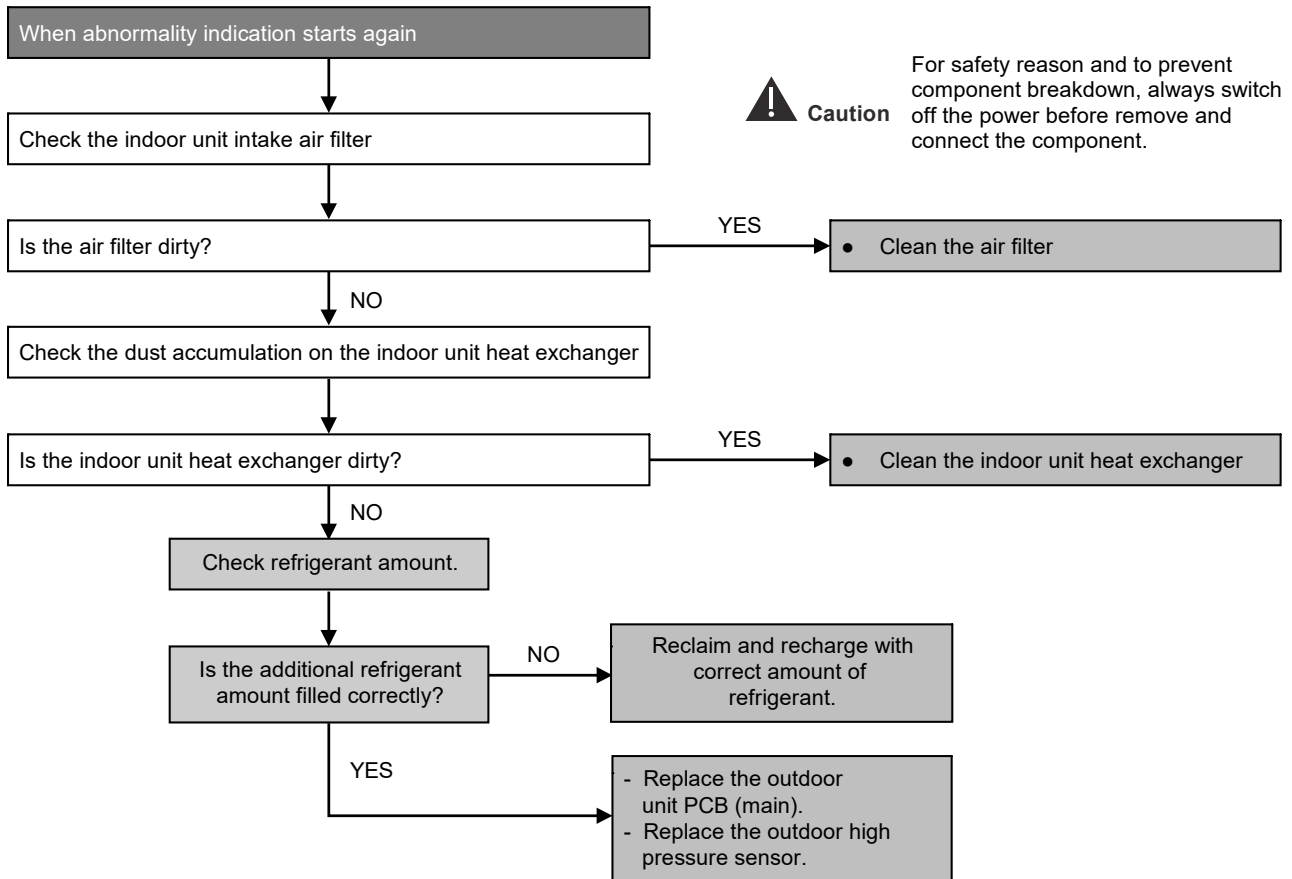 When abnormality indication starts again
⚠ Caution
For safety reason and to prevent
component breakdown, always switch
off the power before remove and
connect the component.
Check the indoor unit intake air filter
Is the air filter dirty?
YES
● Clean the air filter
NO
Check the dust accumulation on the indoor unit heat exchanger
Is the indoor unit heat exchanger dirty?
YES
● Clean the indoor unit heat exchanger
NO
Check refrigerant amount.
Is the additional refrigerant
amount filled correctly?
NO
Reclaim and recharge with
correct amount of
refrigerant.
YES
- Replace the outdoor
unit PCB (main).
- Replace the outdoor high
pressure sensor.